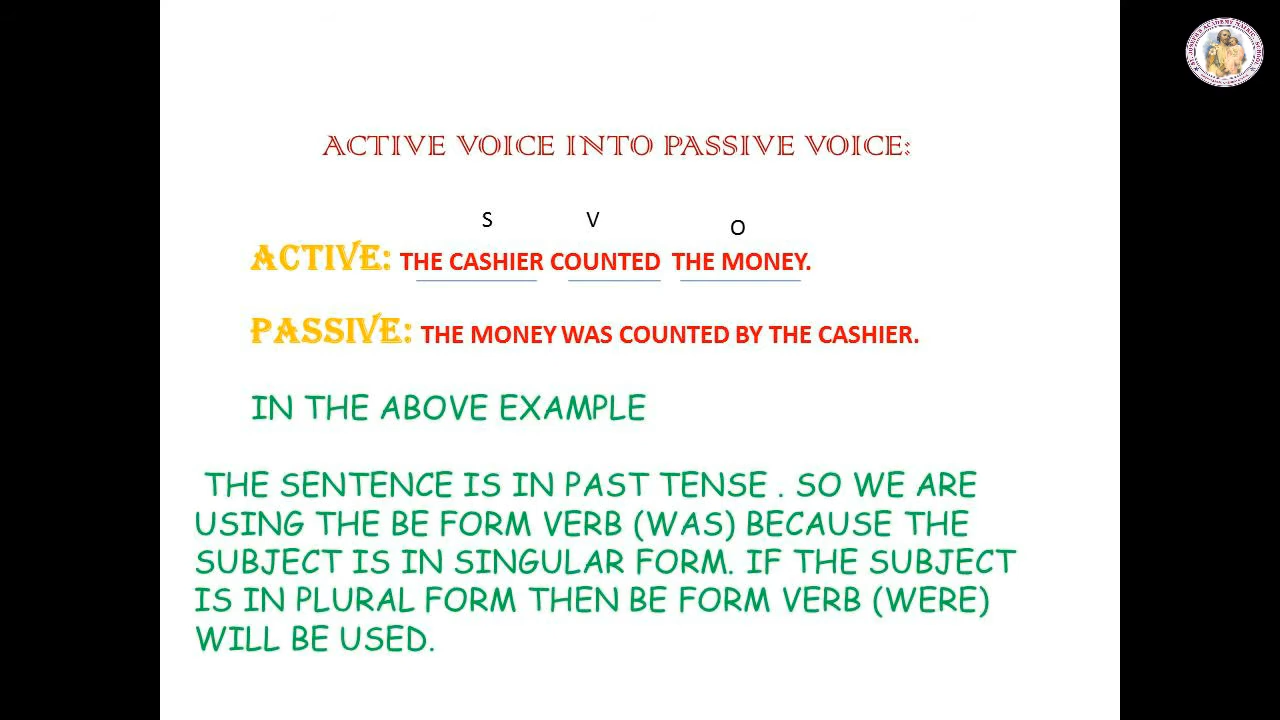 ACTIVE VOICE INTO PASSIVE VOICE:
S V O
ACTIVE: THE CASHIER COUNTED THE MONEY.
PASSIVE: THE MONEY WAS COUNTED BY THE CASHIER.
IN THE ABOVE EXAMPLE
THE SENTENCE IS IN PAST TENSE . SO WE ARE
USING THE BE FORM VERB (WAS) BECAUSE THE
SUBJECT IS IN SINGULAR FORM. IF THE SUBJECT
IS IN PLURAL FORM THEN BE FORM VERB (WERE)
WILL BE USED.